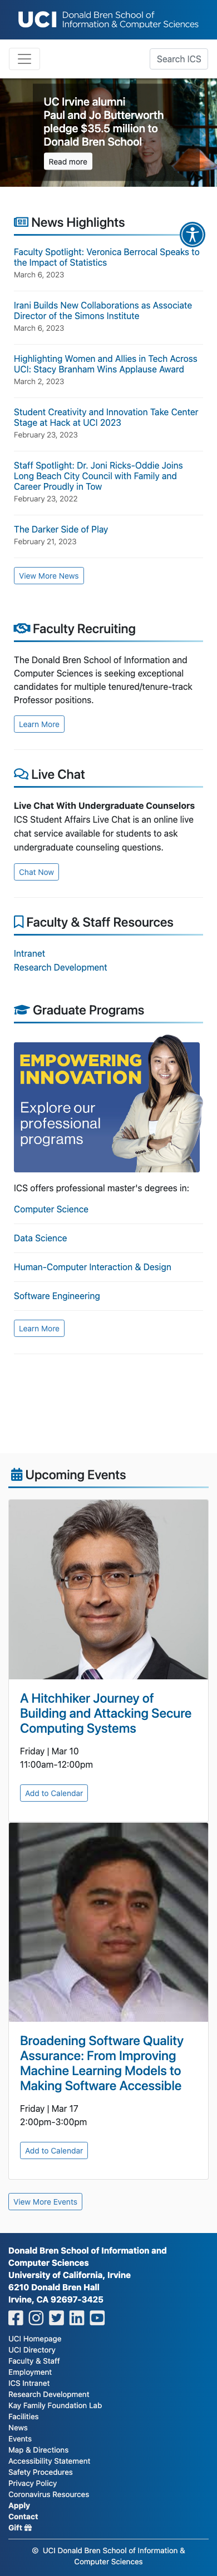 UCI Donald Bren School of
Information & Computer Sciences
Search ICS
UC Irvine alumni
Paul and Jo Butterworth
pledge $35.5 million to
Donald Bren School
Read more
News Highlights
Faculty Spotlight: Veronica Berrocal Speaks to
the Impact of Statistics
March 6, 2023
Irani Builds New Collaborations as Associate
Director of the Simons Institute
March 6, 2023
Highlighting Women and Allies in Tech Across
UCI: Stacy Branham Wins Applause Award
March 2, 2023
Student Creativity and Innovation Take Center
Stage at Hack at UCI 2023
February 23, 2023
Staff Spotlight: Dr. Joni Ricks-Oddie Joins
Long Beach City Council with Family and
Career Proudly in Tow
February 23, 2022
The Darker Side of Play
February 21, 2023
View More News
Faculty Recruiting
The Donald Bren School of Information and
Computer Sciences is seeking exceptional
candidates for multiple tenured/tenure-track
Professor positions.
Learn More
Live Chat
Live Chat With Undergraduate Counselors
ICS Student Affairs Live Chat is an online live
chat service available for students to ask
undergraduate counseling questions.
Chat Now
Faculty & Staff Resources
Intranet
Research Development
Graduate Programs
EMPOWERING
INNOVATION
Explore our
professional
programs
ICS offers professional master's degrees in:
Computer Science
Data Science
Human-Computer Interaction & Design
Software Engineering
Learn More
Upcoming Events
A Hitchhiker Journey of
Building and Attacking Secure
Computing Systems
Friday | Mar 10
11:00am-12:00pm
Add to Calendar
Broadening Software Quality
Assurance: From Improving
Machine Learning Models to
Making Software Accessible
Friday | Mar 17
2:00pm-3:00pm
Add to Calendar
View More Events
Donald Bren School of Information and
Computer Sciences
University of California, Irvine
6210 Donald Bren Hall
Irvine, CA 92697-3425
UCI Homepage
UCI Directory
Faculty & Staff
Employment
ICS Intranet
Research Development
Kay Family Foundation Lab
Facilities
News
Events
Map & Directions
Accessibility Statement
Safety Procedures
Privacy Policy
Coronavirus Resources
Apply
Contact
Gift
© UCI Donald Bren School of Information &
Computer Sciences